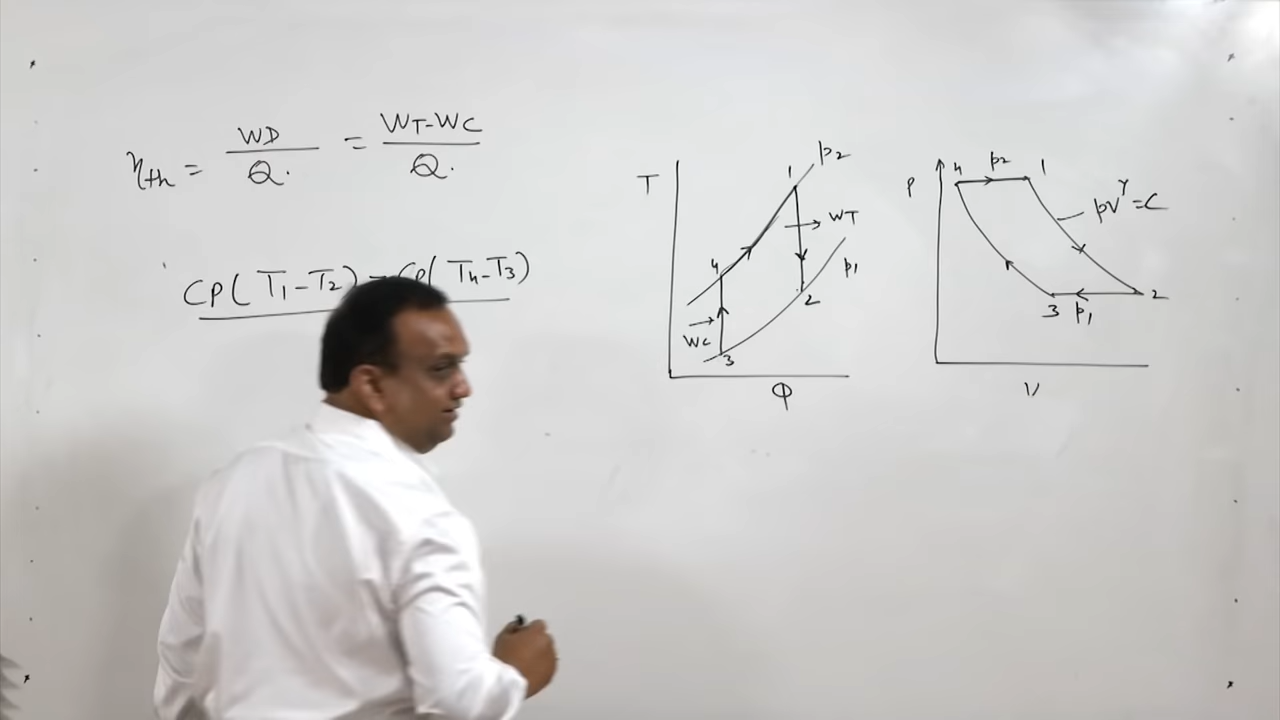 ηth = WD / Q. = WT-WC / Q.
CP( T1-T2) - CP( T4-T3)
T
1
p2
WT
4
p1
2
WC
3
Φ
P
4
p2
1
pvγ=C
3
p1
2
V